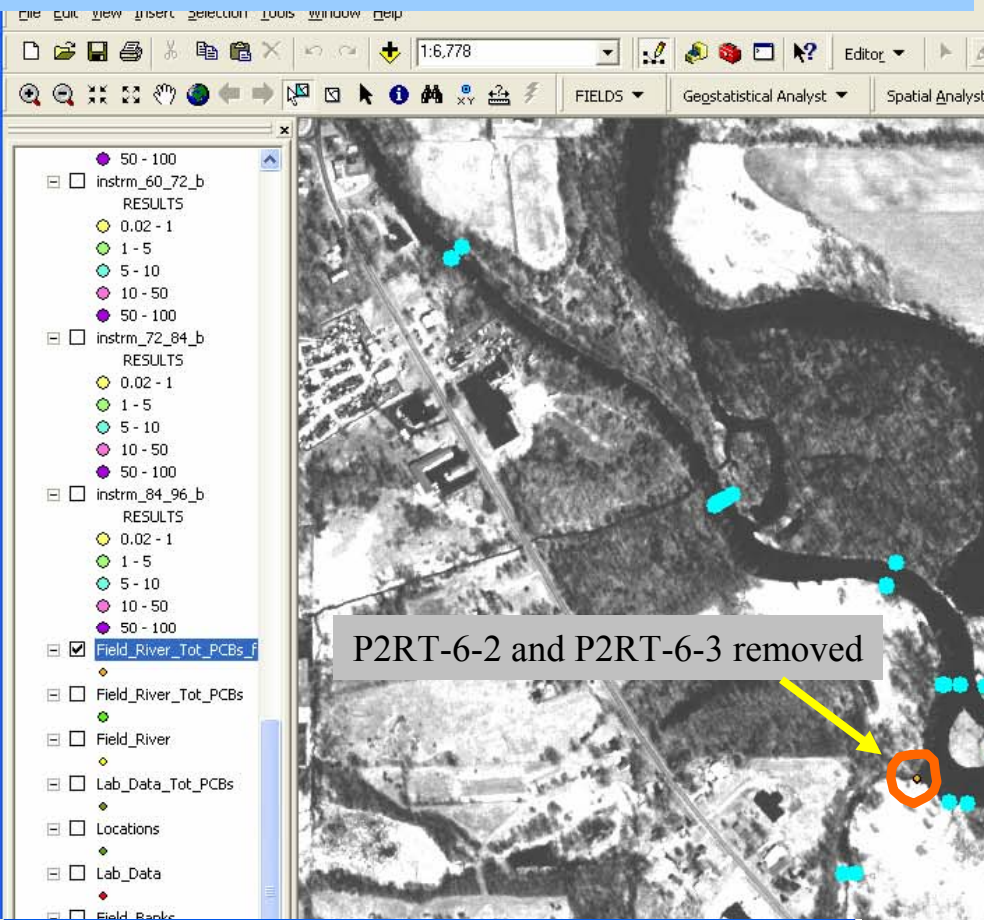 File Edit View Insert Selection Tools Window Help
1:6,778
Editor
FIELDS
Geostatistical Analyst
Spatial Analyst
50 - 100
instrm_60_72_b
RESULTS
0.02 - 1
1 - 5
5 - 10
10 - 50
50 - 100
instrm_72_84_b
RESULTS
0.02 - 1
1 - 5
5 - 10
10 - 50
50 - 100
instrm_84_96_b
RESULTS
0.02 - 1
1 - 5
5 - 10
10 - 50
50 - 100
Field_River_Tot_PCBs_f
Field_River_Tot_PCBs
Field_River
Lab_Data_Tot_PCBs
Locations
Lab_Data
Field_Banks
P2RT-6-2 and P2RT-6-3 removed